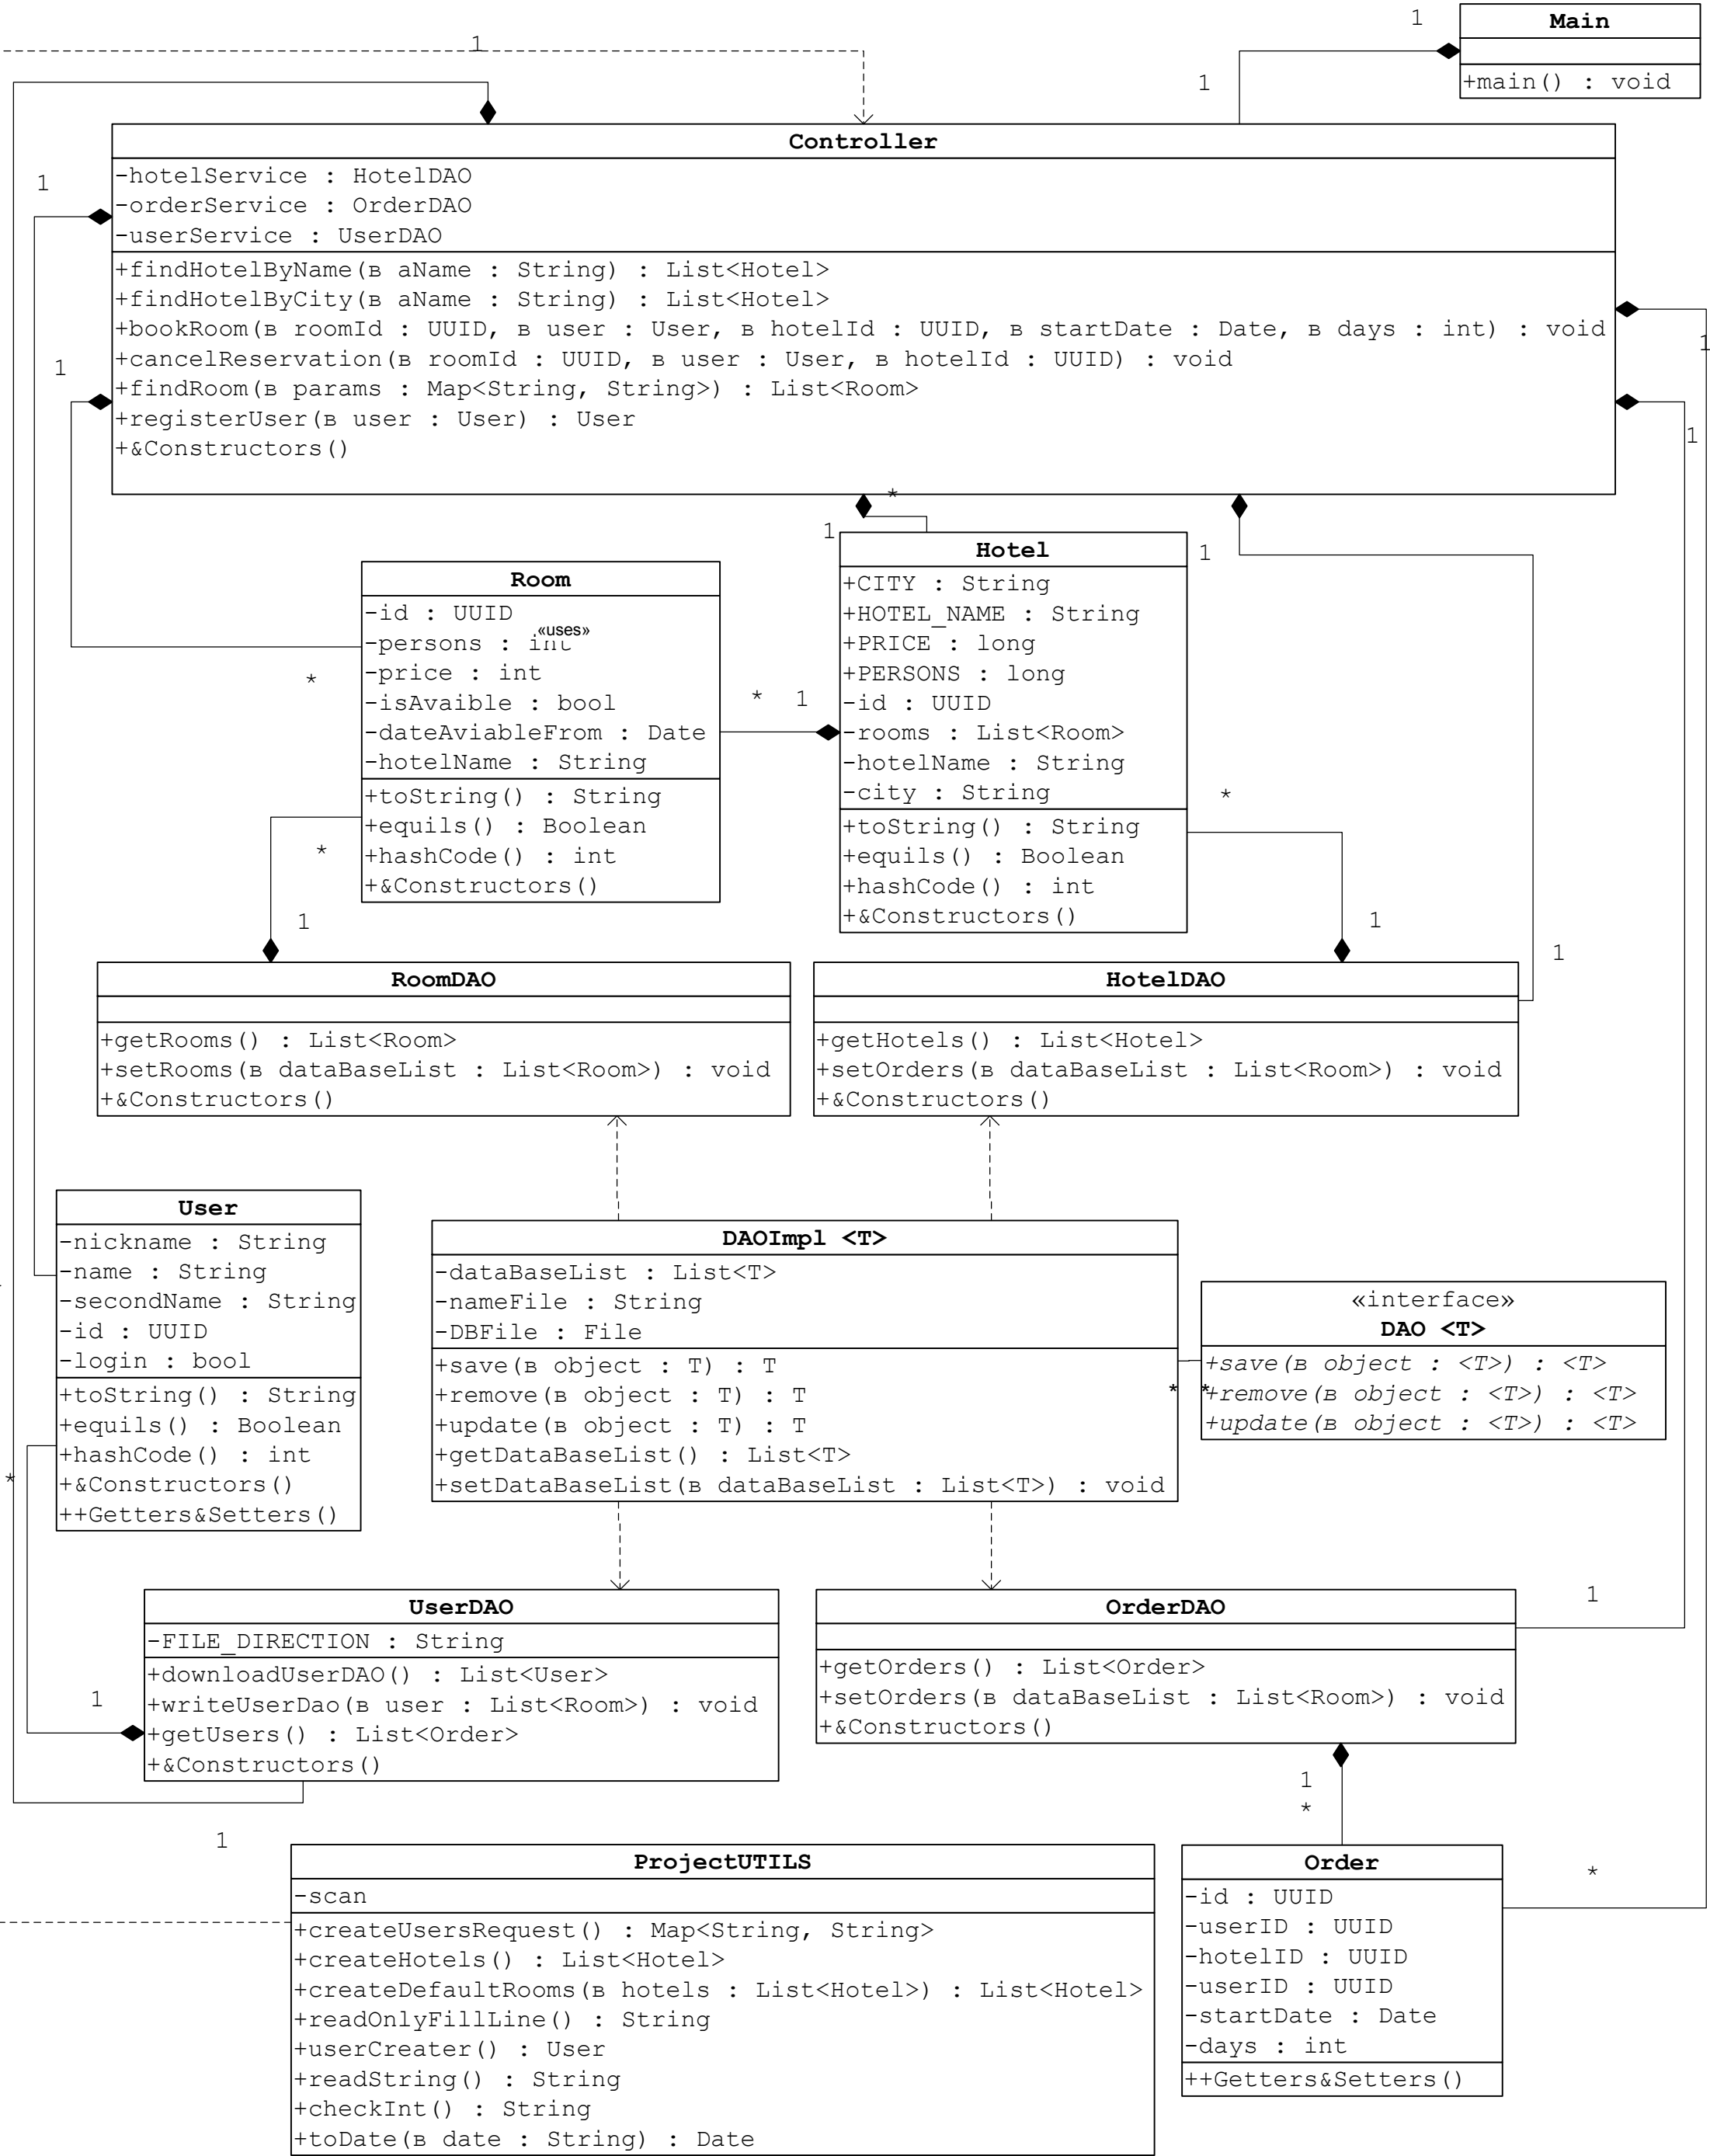 1
Main
+main() : void
1
1
Controller
-hotelService : HotelDAO
-orderService : OrderDAO
-userService : UserDAO
+findHotelByName(в aName : String) : List<Hotel>
+findHotelByCity(в aName : String) : List<Hotel>
+bookRoom(в roomId : UUID, в user : User, в hotelId : UUID, в startDate : Date, в days : int) : void
+cancelReservation(в roomId : UUID, в user : User, в hotelId : UUID) : void
+findRoom(в params : Map<String, String>) : List<Room>
+registerUser(в user : User) : User
+&Constructors()
1
1
1
1
*
1
1
Room
-id : UUID
-persons : int
«uses»
-price : int
-isAvaible : bool
-dateAviableFrom : Date
-hotelName : String
+toString() : String
+equils() : Boolean
+hashCode() : int
+&Constructors()
*
*
1
*
1
Hotel
+CITY : String
+HOTEL_NAME : String
+PRICE : long
+PERSONS : long
-id : UUID
-rooms : List<Room>
-hotelName : String
-city : String
+toString() : String
+equils() : Boolean
+hashCode() : int
+&Constructors()
*
1
1
RoomDAO
+getRooms() : List<Room>
+setRooms(в dataBaseList : List<Room>) : void
+&Constructors()
HotelDAO
+getHotels() : List<Hotel>
+setOrders(в dataBaseList : List<Room>) : void
+&Constructors()
User
-nickname : String
-name : String
-secondName : String
-id : UUID
-login : bool
+toString() : String
+equils() : Boolean
+hashCode() : int
+&Constructors()
++Getters&Setters()
*
DAOImpl <T>
-dataBaseList : List<T>
-nameFile : String
-DBFile : File
+save(в object : T) : T
+remove(в object : T) : T
+update(в object : T) : T
+getDataBaseList() : List<T>
+setDataBaseList(в dataBaseList : List<T>) : void
*
*
«interface»
DAO <T>
+save(в object : <T>) : <T>
+remove(в object : <T>) : <T>
+update(в object : <T>) : <T>
UserDAO
-FILE_DIRECTION : String
+downloadUserDAO() : List<User>
+writeUserDao(в user : List<Room>) : void
+getUsers() : List<Order>
+&Constructors()
1
1
OrderDAO
+getOrders() : List<Order>
+setOrders(в dataBaseList : List<Room>) : void
+&Constructors()
1
1
*
ProjectUTILS
-scan
+createUsersRequest() : Map<String, String>
+createHotels() : List<Hotel>
+createDefaultRooms(в hotels : List<Hotel>) : List<Hotel>
+readOnlyFillLine() : String
+userCreater() : User
+readString() : String
+checkInt() : String
+toDate(в date : String) : Date
Order
-id : UUID
-userID : UUID
-hotelID : UUID
-userID : UUID
-startDate : Date
-days : int
++Getters&Setters()
*